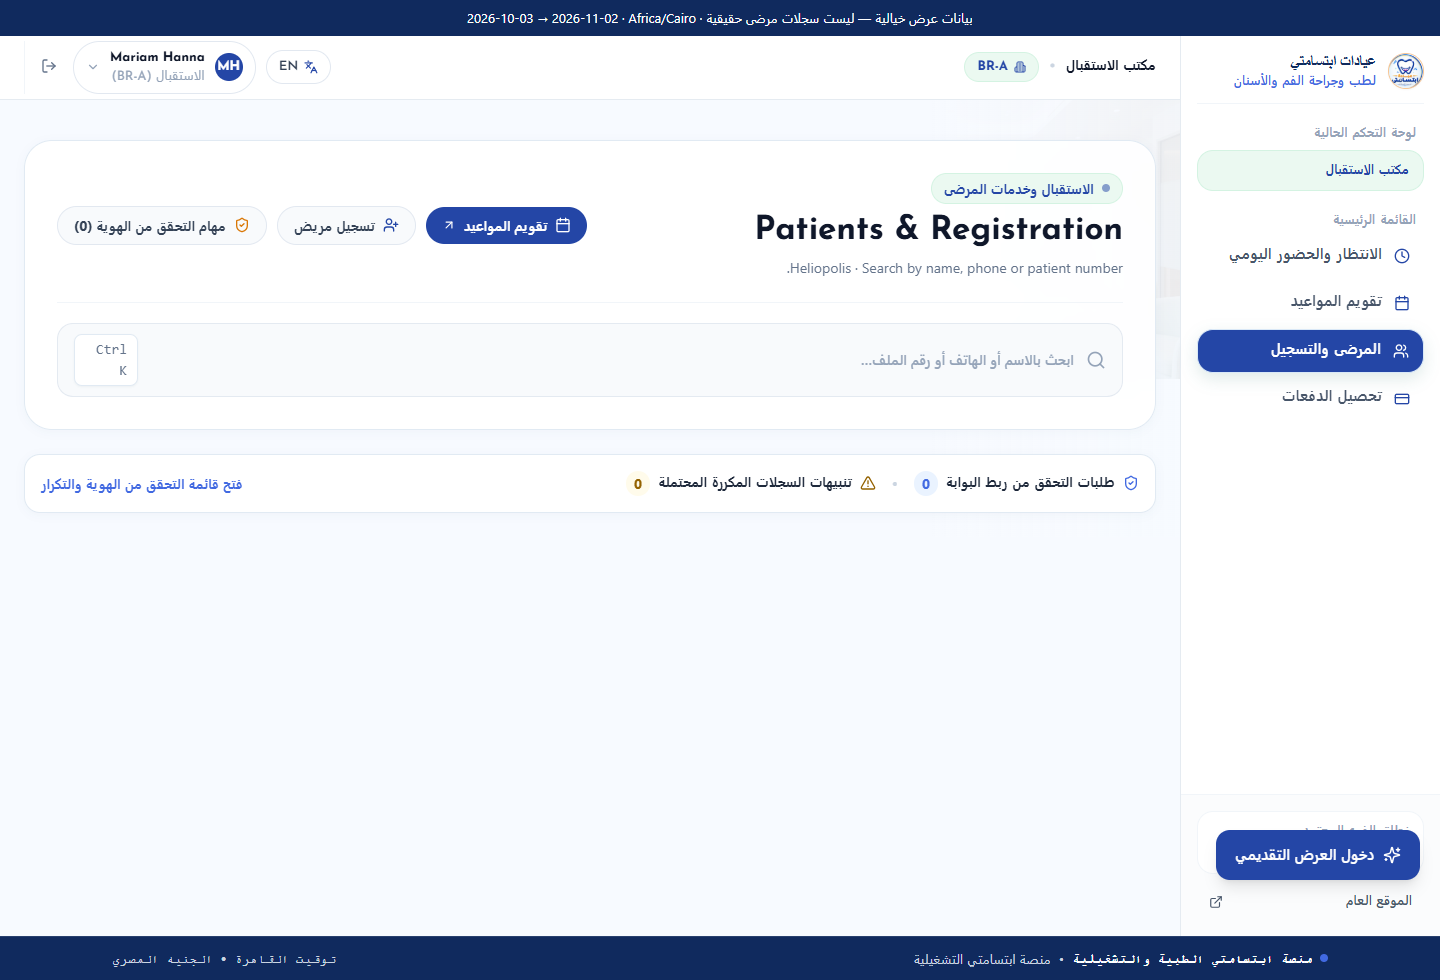 بيانات عرض خيالية — ليست سجلات مرضى حقيقية · 2026-10-03 → 2026-11-02 · Africa/Cairo
عيادات ابتسامتي
لطب وجراحة الفم والأسنان
لوحة التحكم الحالية
مكتب الاستقبال
القائمة الرئيسية
الانتظار والحضور اليومي
تقويم المواعيد
المرضى والتسجيل
تحصيل الدفعات
دخول العرض التقديمي
الموقع العام
مكتب الاستقبال • BR-A
EN
MH
Mariam Hanna
الاستقبال (BR-A)
الاستقبال وخدمات المرضى
Patients & Registration
Heliopolis · Search by name, phone or patient number.
تقويم المواعيد
تسجيل مريض
مهام التحقق من الهوية (0)
ابحث بالاسم أو الهاتف أو رقم الملف...
Ctrl
K
طلبات التحقق من ربط البوابة 0 • تنبيهات السجلات المكررة المحتملة 0
فتح قائمة التحقق من الهوية والتكرار
منصة ابتسامتي الطبية والتشغيلية • منصة ابتسامتي التشغيلية
توقيت القاهرة • الجنيه المصري